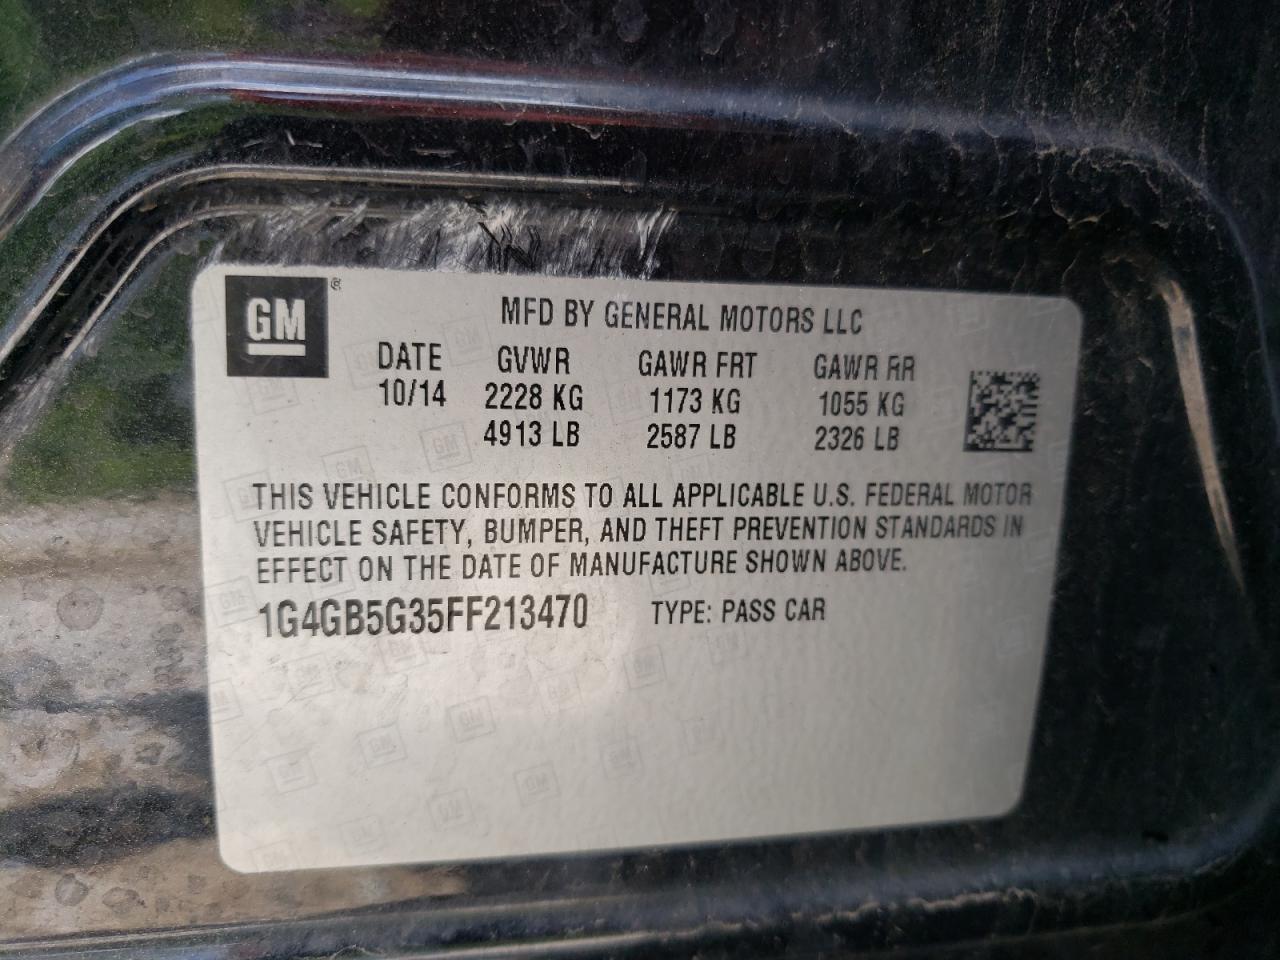 GM ®
MFD BY GENERAL MOTORS LLC
DATE GVWR GAWR FRT GAWR RR
10/14 2228 KG 1173 KG 1055 KG
4913 LB 2587 LB 2326 LB
THIS VEHICLE CONFORMS TO ALL APPLICABLE U.S. FEDERAL MOTOR
VEHICLE SAFETY, BUMPER, AND THEFT PREVENTION STANDARDS IN
EFFECT ON THE DATE OF MANUFACTURE SHOWN ABOVE.
1G4GB5G35FF213470 TYPE: PASS CAR